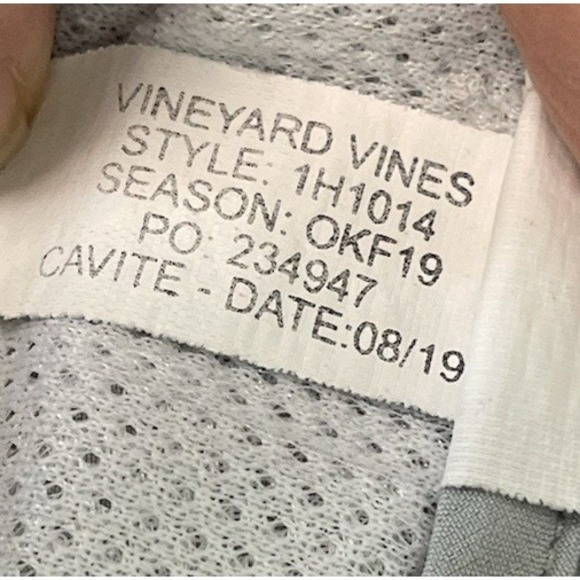 VINEYARD VINES
STYLE: 1H1014
SEASON: OKF19
PO: 234947
CAVITE - DATE:08/19